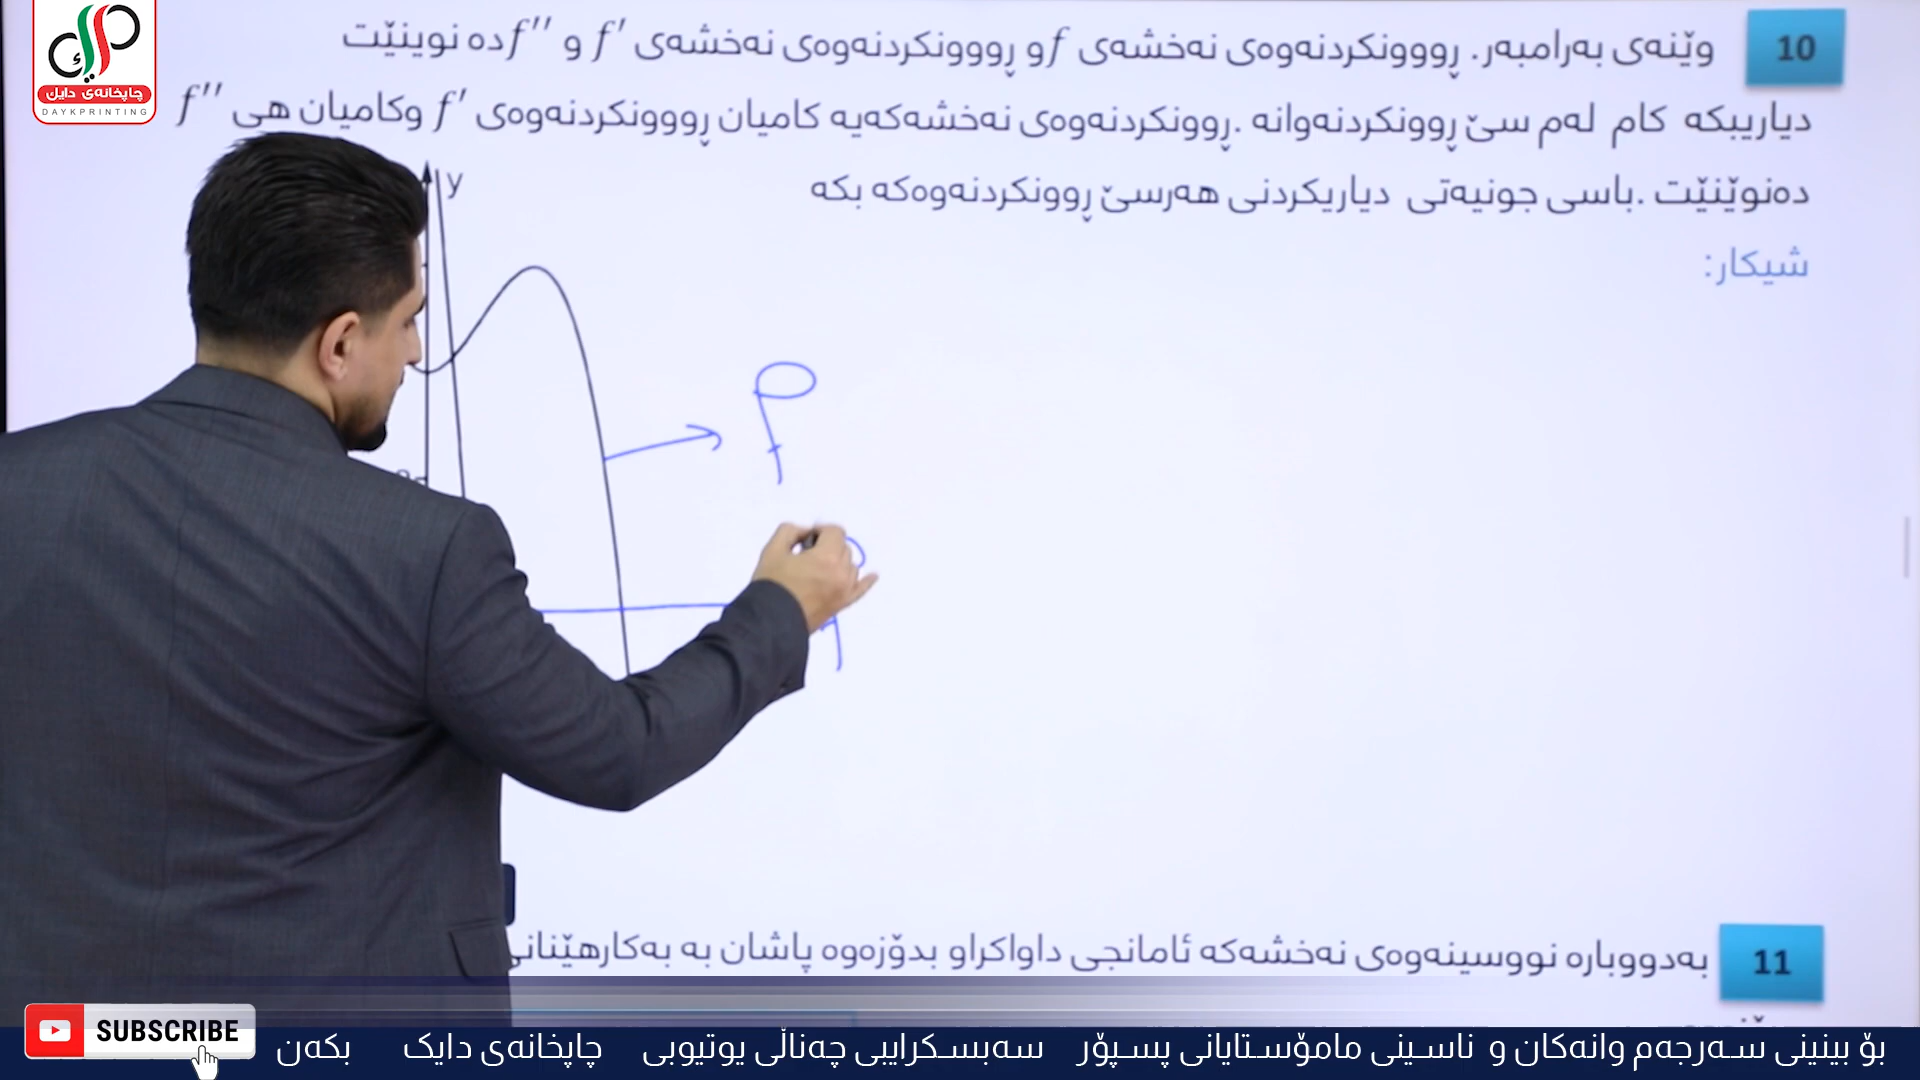 چاپخانەی دایك
DAYKPRINTING
10
وێنەی بەرامبەر. ڕووونکردنەوەی نەخشەی f و ڕووونکردنەوەی نەخشەی f′ و f″ دە نوینێت
دیاریبکە کام لەم سێ ڕوونکردنەوانە .ڕوونکردنەوەی نەخشەکەیە کامیان ڕووونکردنەوەی f′ وکامیان هی f″
دەنوێنێت .باسی جونیەتی دیاریکردنی هەرسێ ڕوونکردنەوەکە بکە
شیکار:
y
f
11
بەدووبارە نووسینەوەی نەخشەکە ئامانجی داواکراو بدۆزەوە پاشان بە بەکارهێنانی
SUBSCRIBE
بۆ بینینی سەرجەم وانەکان و ناسینی مامۆستایانی پسپۆر سەبسکرایبی چەناڵی یوتیوبی چاپخانەی دایک بکەن